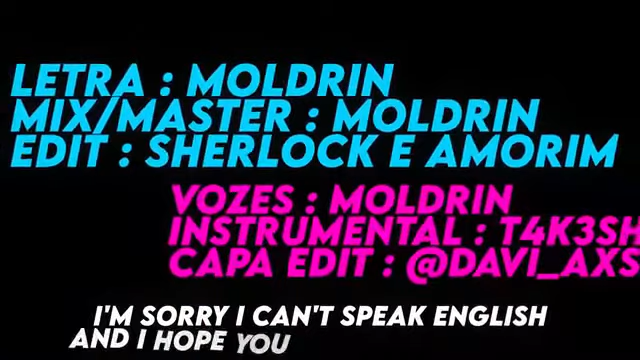 LETRA : MOLDRIN
MIX/MASTER : MOLDRIN
EDIT : SHERLOCK E AMORIM
VOZES : MOLDRIN
INSTRUMENTAL : T4K3SH
CAPA EDIT : @DAVI_AXS
I'M SORRY I CAN'T SPEAK ENGLISH
AND I HOPE YOU